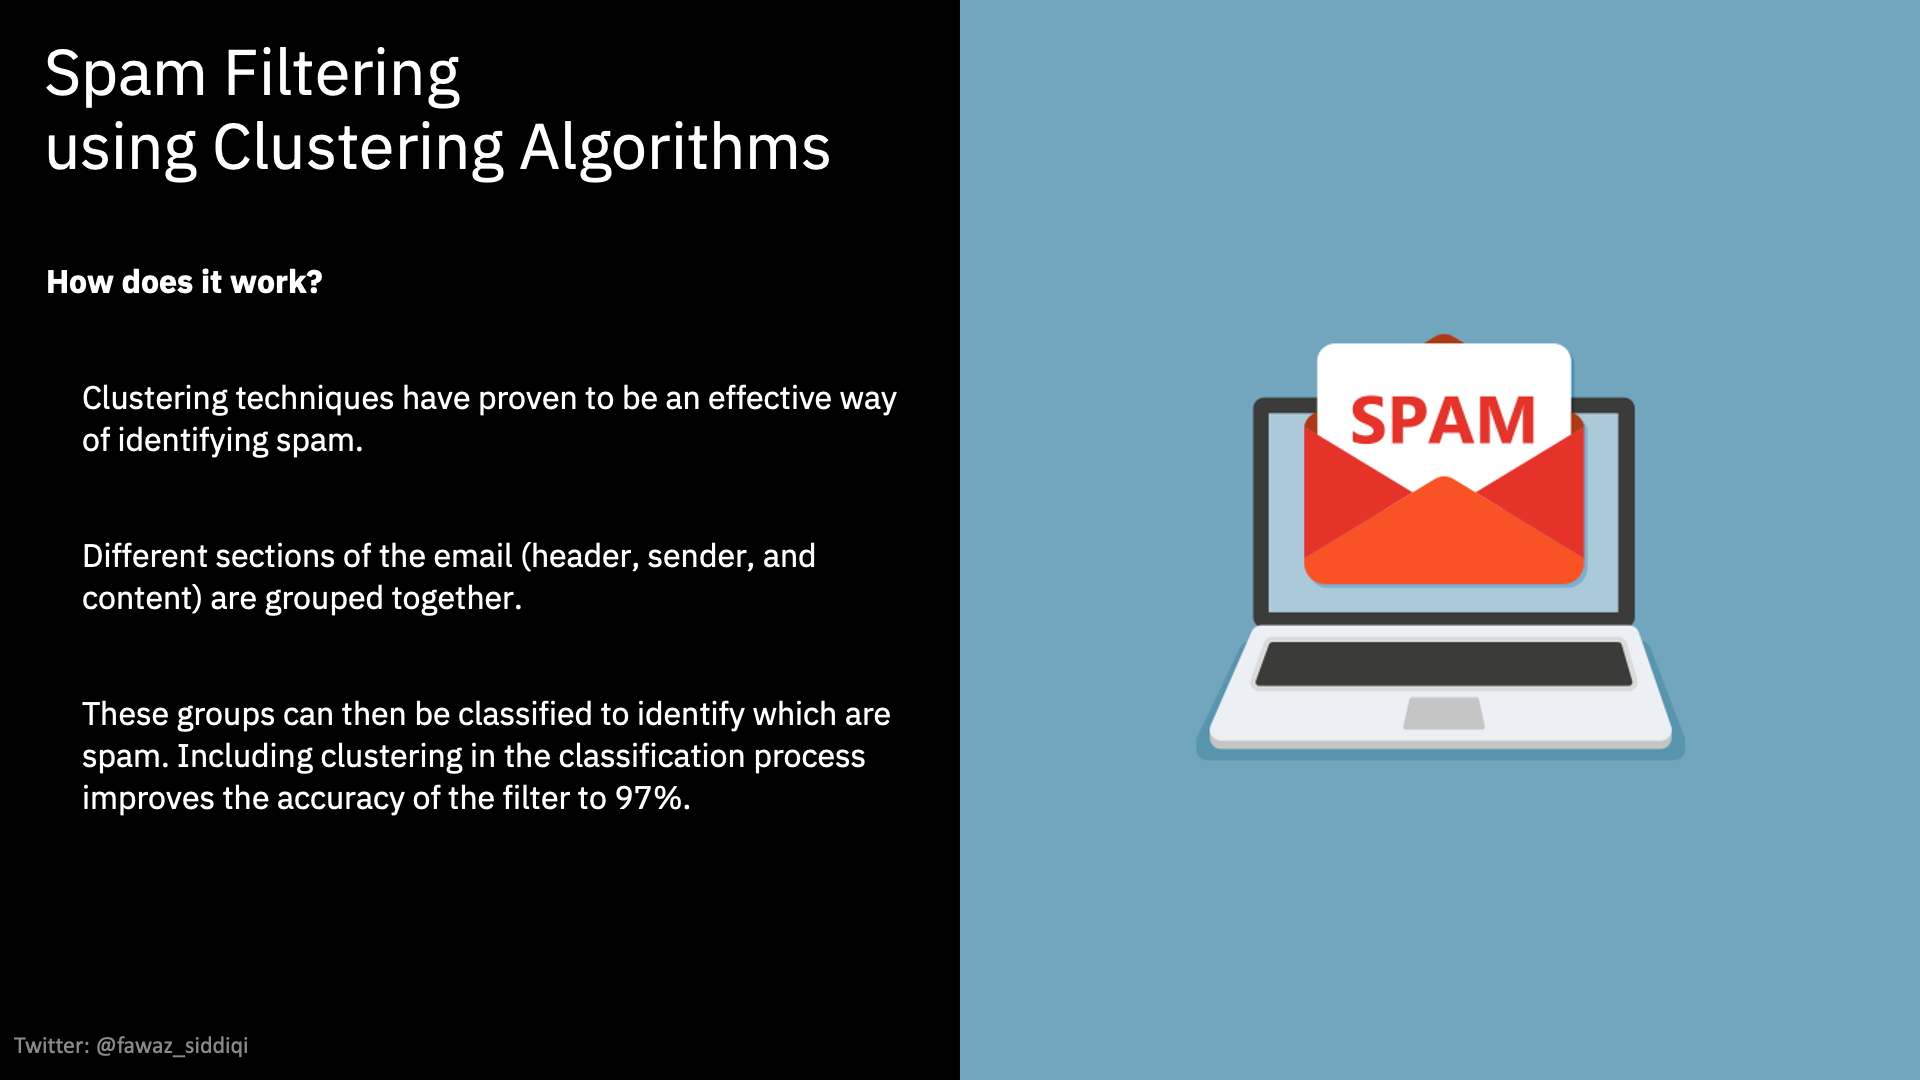 Spam Filtering
using Clustering Algorithms
How does it work?
Clustering techniques have proven to be an effective way
of identifying spam.
Different sections of the email (header, sender, and
content) are grouped together.
These groups can then be classified to identify which are
spam. Including clustering in the classification process
improves the accuracy of the filter to 97%.
Twitter: @fawaz_siddiqi
SPAM